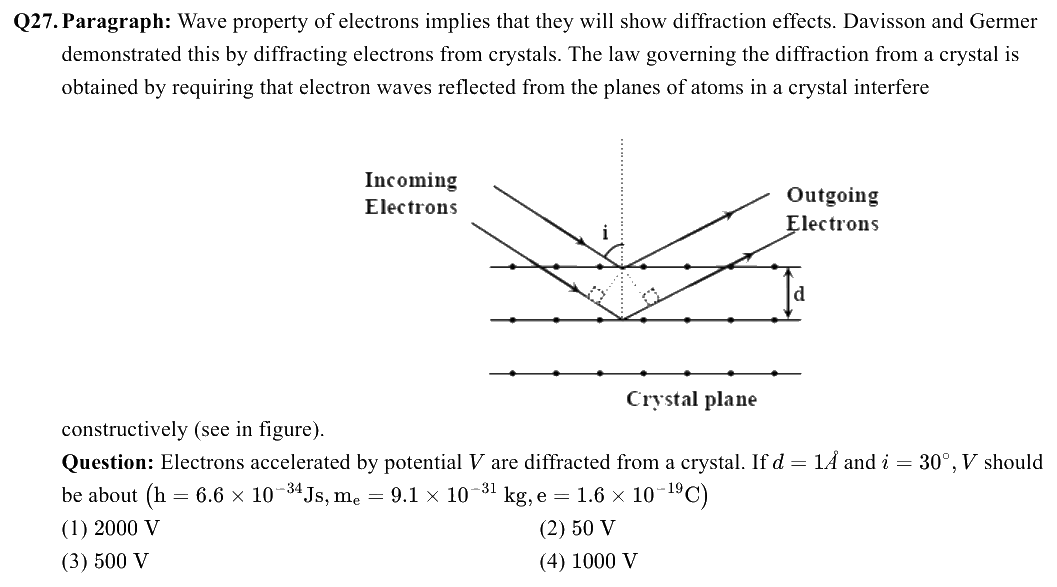 Q27. Paragraph: Wave property of electrons implies that they will show diffraction effects. Davisson and Germer
demonstrated this by diffracting electrons from crystals. The law governing the diffraction from a crystal is
obtained by requiring that electron waves reflected from the planes of atoms in a crystal interfere
Incoming
Electrons
i
Outgoing
Electrons
d
Crystal plane
constructively (see in figure).
Question: Electrons accelerated by potential V are diffracted from a crystal. If d = 1Å and i = 30°, V should
be about (h = 6.6 × 10⁻³⁴Js, mₑ = 9.1 × 10⁻³¹ kg, e = 1.6 × 10⁻¹⁹C)
(1) 2000 V (2) 50 V
(3) 500 V (4) 1000 V